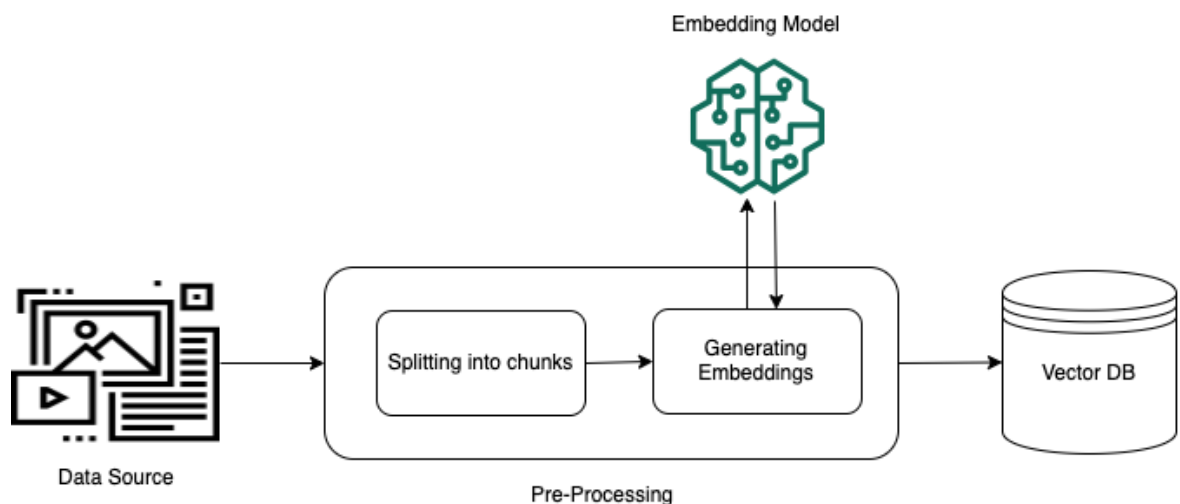 Embedding Model
Splitting into chunks
Generating
Embeddings
Vector DB
Data Source
Pre-Processing